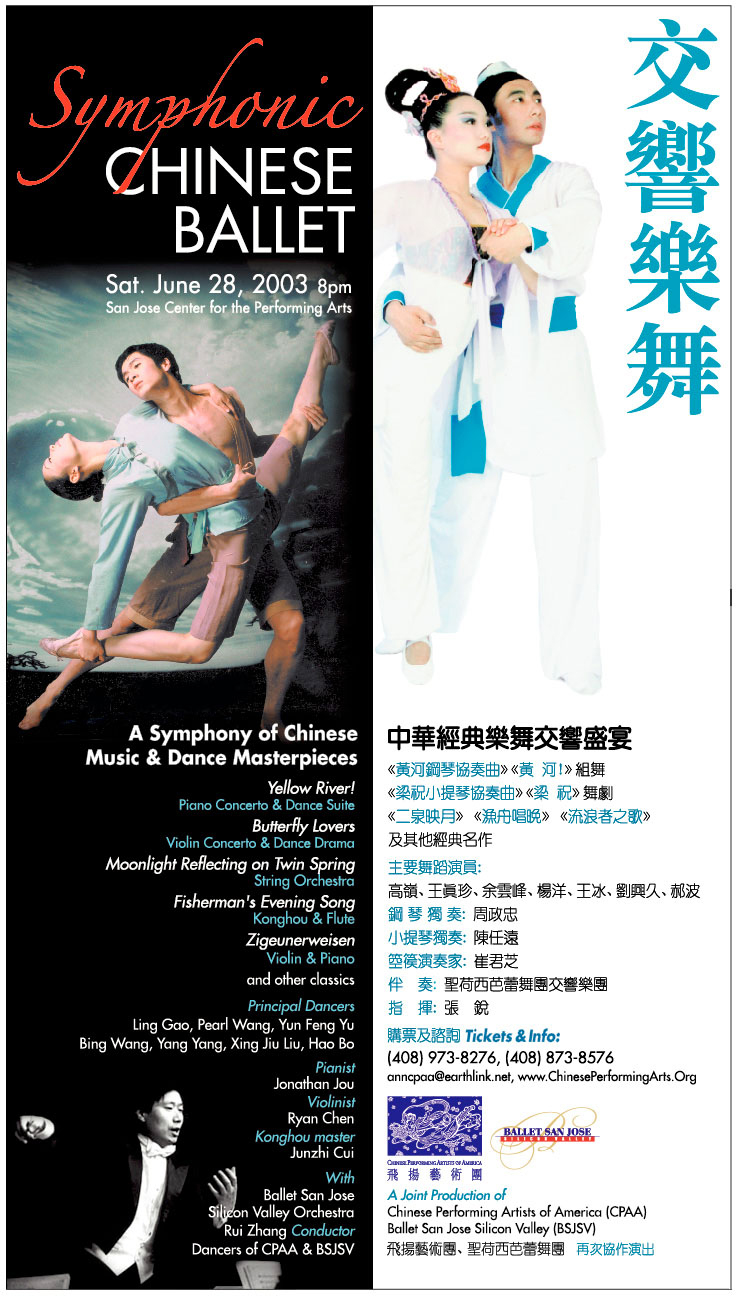 Symphonic
CHINESE
BALLET
Sat. June 28, 2003 8pm
San Jose Center for the Performing Arts
A Symphony of Chinese
Music & Dance Masterpieces
Yellow River!
Piano Concerto & Dance Suite
Butterfly Lovers
Violin Concerto & Dance Drama
Moonlight Reflecting on Twin Spring
String Orchestra
Fisherman's Evening Song
Konghou & Flute
Zigeunerweisen
Violin & Piano
and other classics
Principal Dancers
Ling Gao, Pearl Wang, Yun Feng Yu
Bing Wang, Yang Yang, Xing Jiu Liu, Hao Bo
Pianist
Jonathan Jou
Violinist
Ryan Chen
Konghou master
Junzhi Cui
With
Ballet San Jose
Silicon Valley Orchestra
Rui Zhang Conductor
Dancers of CPAA & BSJSV
交響樂舞
中華經典樂舞交響盛宴
《黃河鋼琴協奏曲》《黃 河!》組舞
《梁祝小提琴協奏曲》《梁 祝》舞劇
《二泉映月》 《漁舟唱晚》 《流浪者之歌》
及其他經典名作
主要舞蹈演員:
高嶺、王眞珍、余雲峰、楊洋、王冰、劉興久、郝波
鋼 琴 獨 奏: 周政忠
小提琴獨奏: 陳任遠
箜篌演奏家: 崔君芝
伴 奏: 聖荷西芭蕾舞團交響樂團
指 揮: 張 銳
購票及諮詢 Tickets & Info:
(408) 973-8276, (408) 873-8576
anncpaa@earthlink.net, www.ChinesePerformingArts.Org
CHINESE PERFORMING ARTISTS OF AMERICA
飛揚藝術團
BALLET SAN JOSE
SILICON VALLEY
A Joint Production of
Chinese Performing Artists of America (CPAA)
Ballet San Jose Silicon Valley (BSJSV)
飛揚藝術團、聖荷西芭蕾舞團 再次協作演出